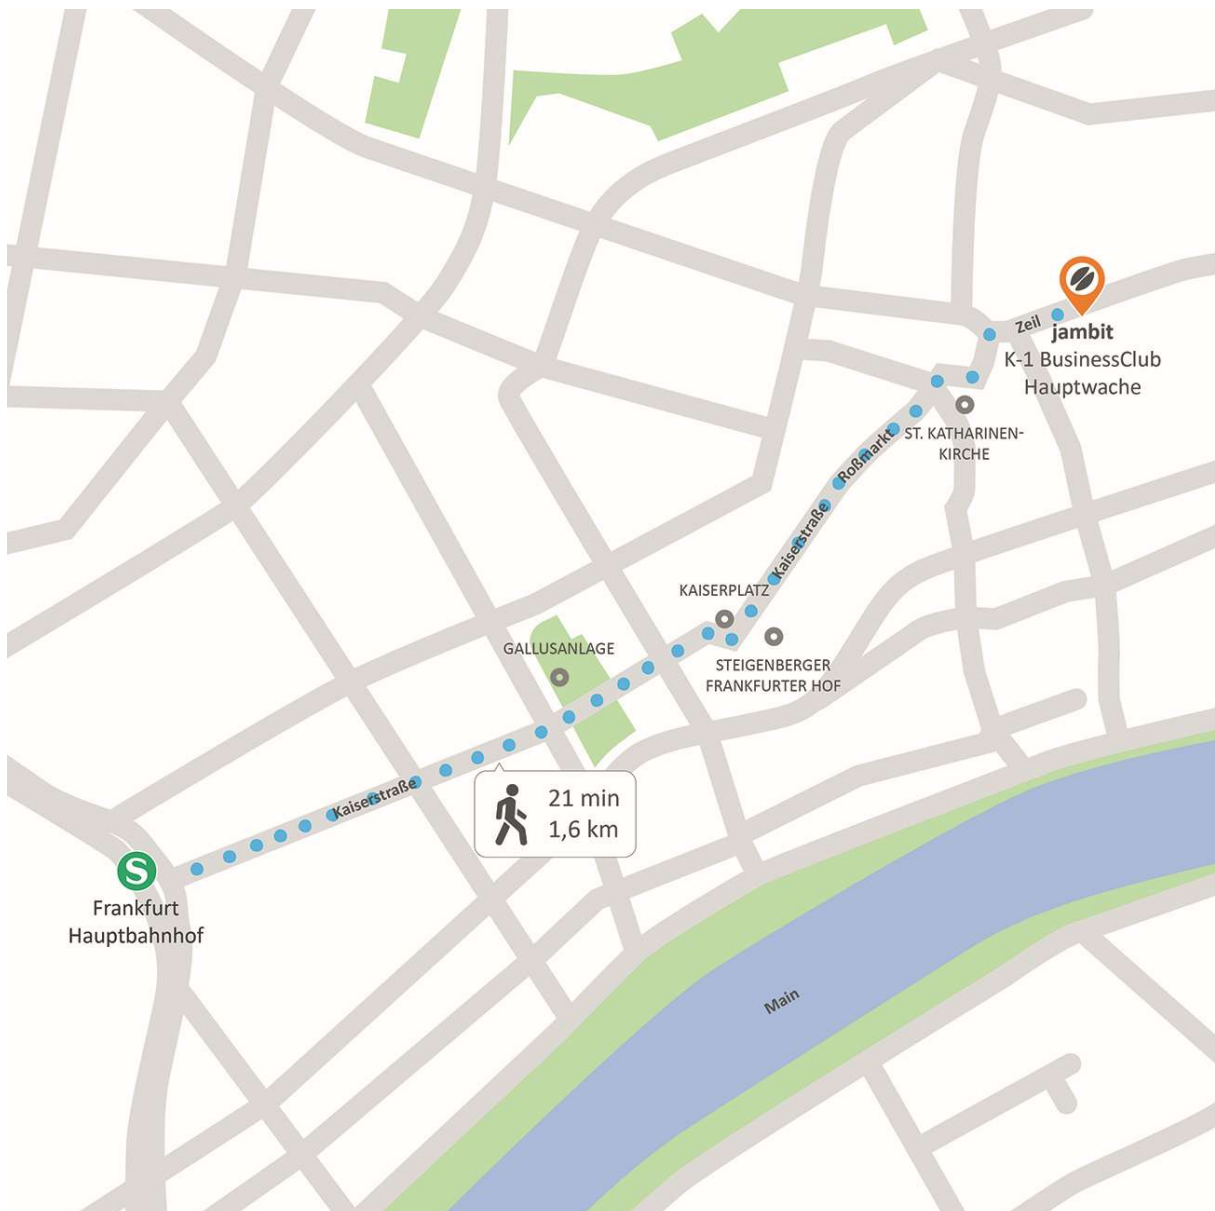 Zeil
jambit
K-1 BusinessClub
Hauptwache
ST. KATHARINEN-
KIRCHE
Roßmarkt
Kaiserstraße
KAISERPLATZ
STEIGENBERGER
FRANKFURTER HOF
GALLUSANLAGE
21 min
1,6 km
Kaiserstraße
S
Frankfurt
Hauptbahnhof
Main